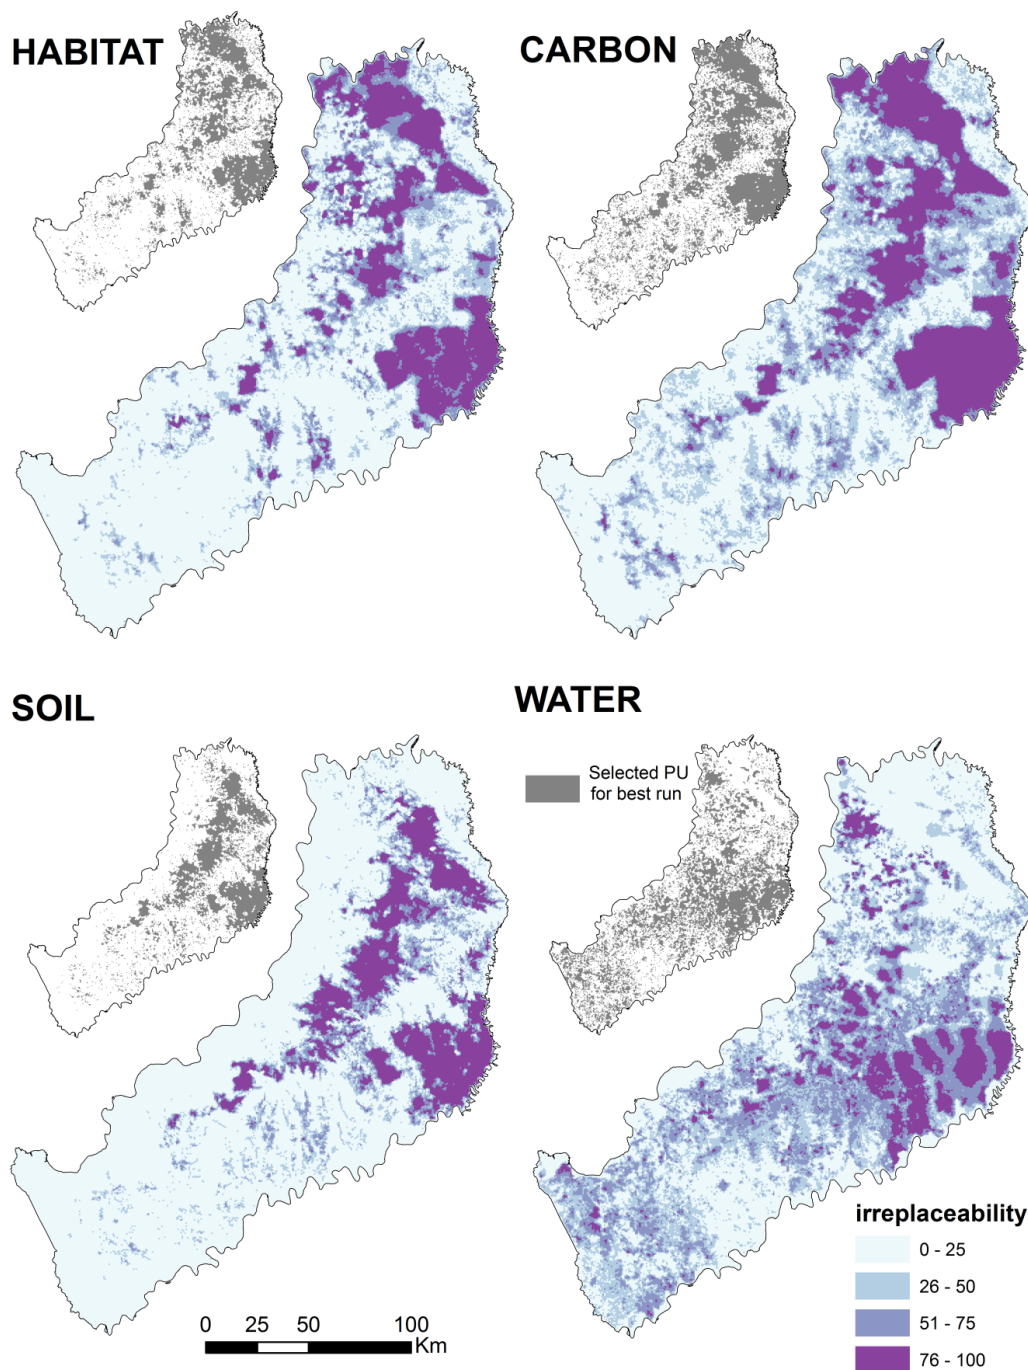 HABITAT
CARBON
SOIL
WATER
Selected PU
for best run
irreplaceability
0 - 25
26 - 50
51 - 75
76 - 100
0 25 50 100
Km